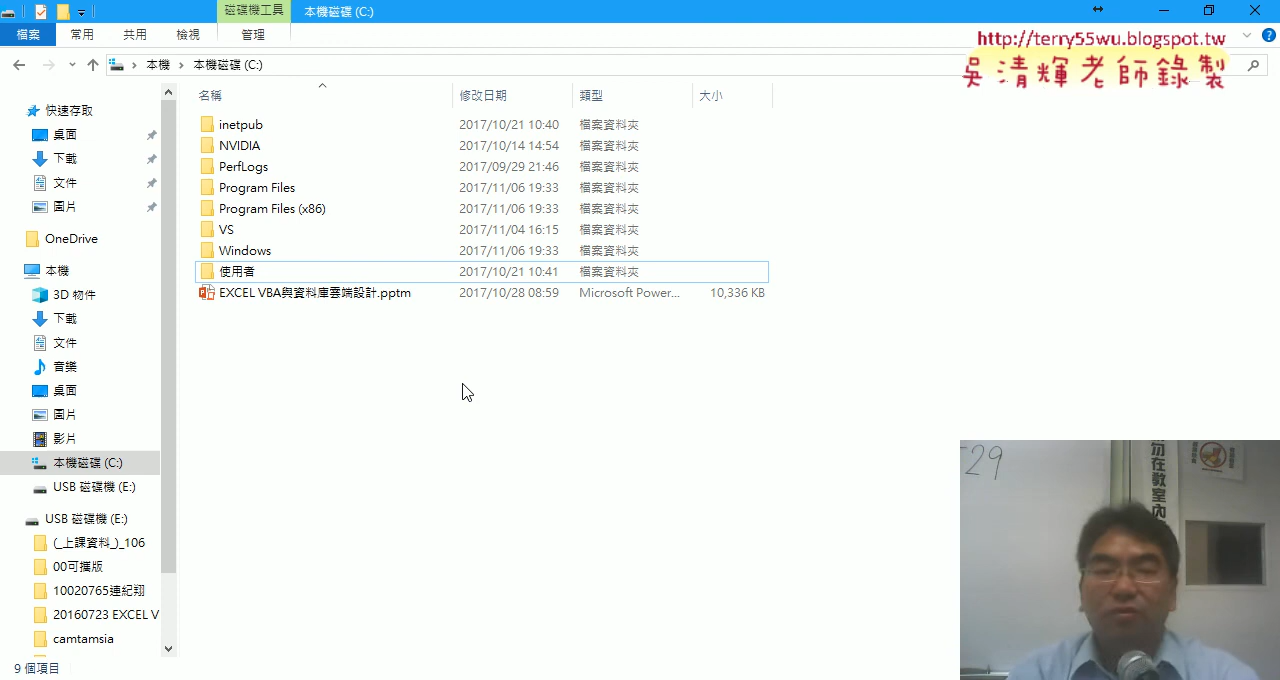 磁碟機工具
本機磁碟 (C:)
檔案
常用
共用
檢視
管理
http://terry55wu.blogspot.tw
吳清輝老師錄製
本機
本機磁碟 (C:)
名稱
修改日期
類型
大小
快速存取
桌面
下載
文件
圖片
OneDrive
本機
3D 物件
下載
文件
音樂
桌面
圖片
影片
本機磁碟 (C:)
USB 磁碟機 (E:)
USB 磁碟機 (E:)
(_上課資料_)_106
00可攜版
10020765連紀翔
20160723 EXCEL V
camtamsia
inetpub 2017/10/21 10:40 檔案資料夾
NVIDIA 2017/10/14 14:54 檔案資料夾
PerfLogs 2017/09/29 21:46 檔案資料夾
Program Files 2017/11/06 19:33 檔案資料夾
Program Files (x86) 2017/11/06 19:33 檔案資料夾
VS 2017/11/04 16:15 檔案資料夾
Windows 2017/11/06 19:33 檔案資料夾
使用者 2017/10/21 10:41 檔案資料夾
EXCEL VBA與資料庫雲端設計.pptm 2017/10/28 08:59 Microsoft Power... 10,336 KB
29
勿在教室內
9 個項目